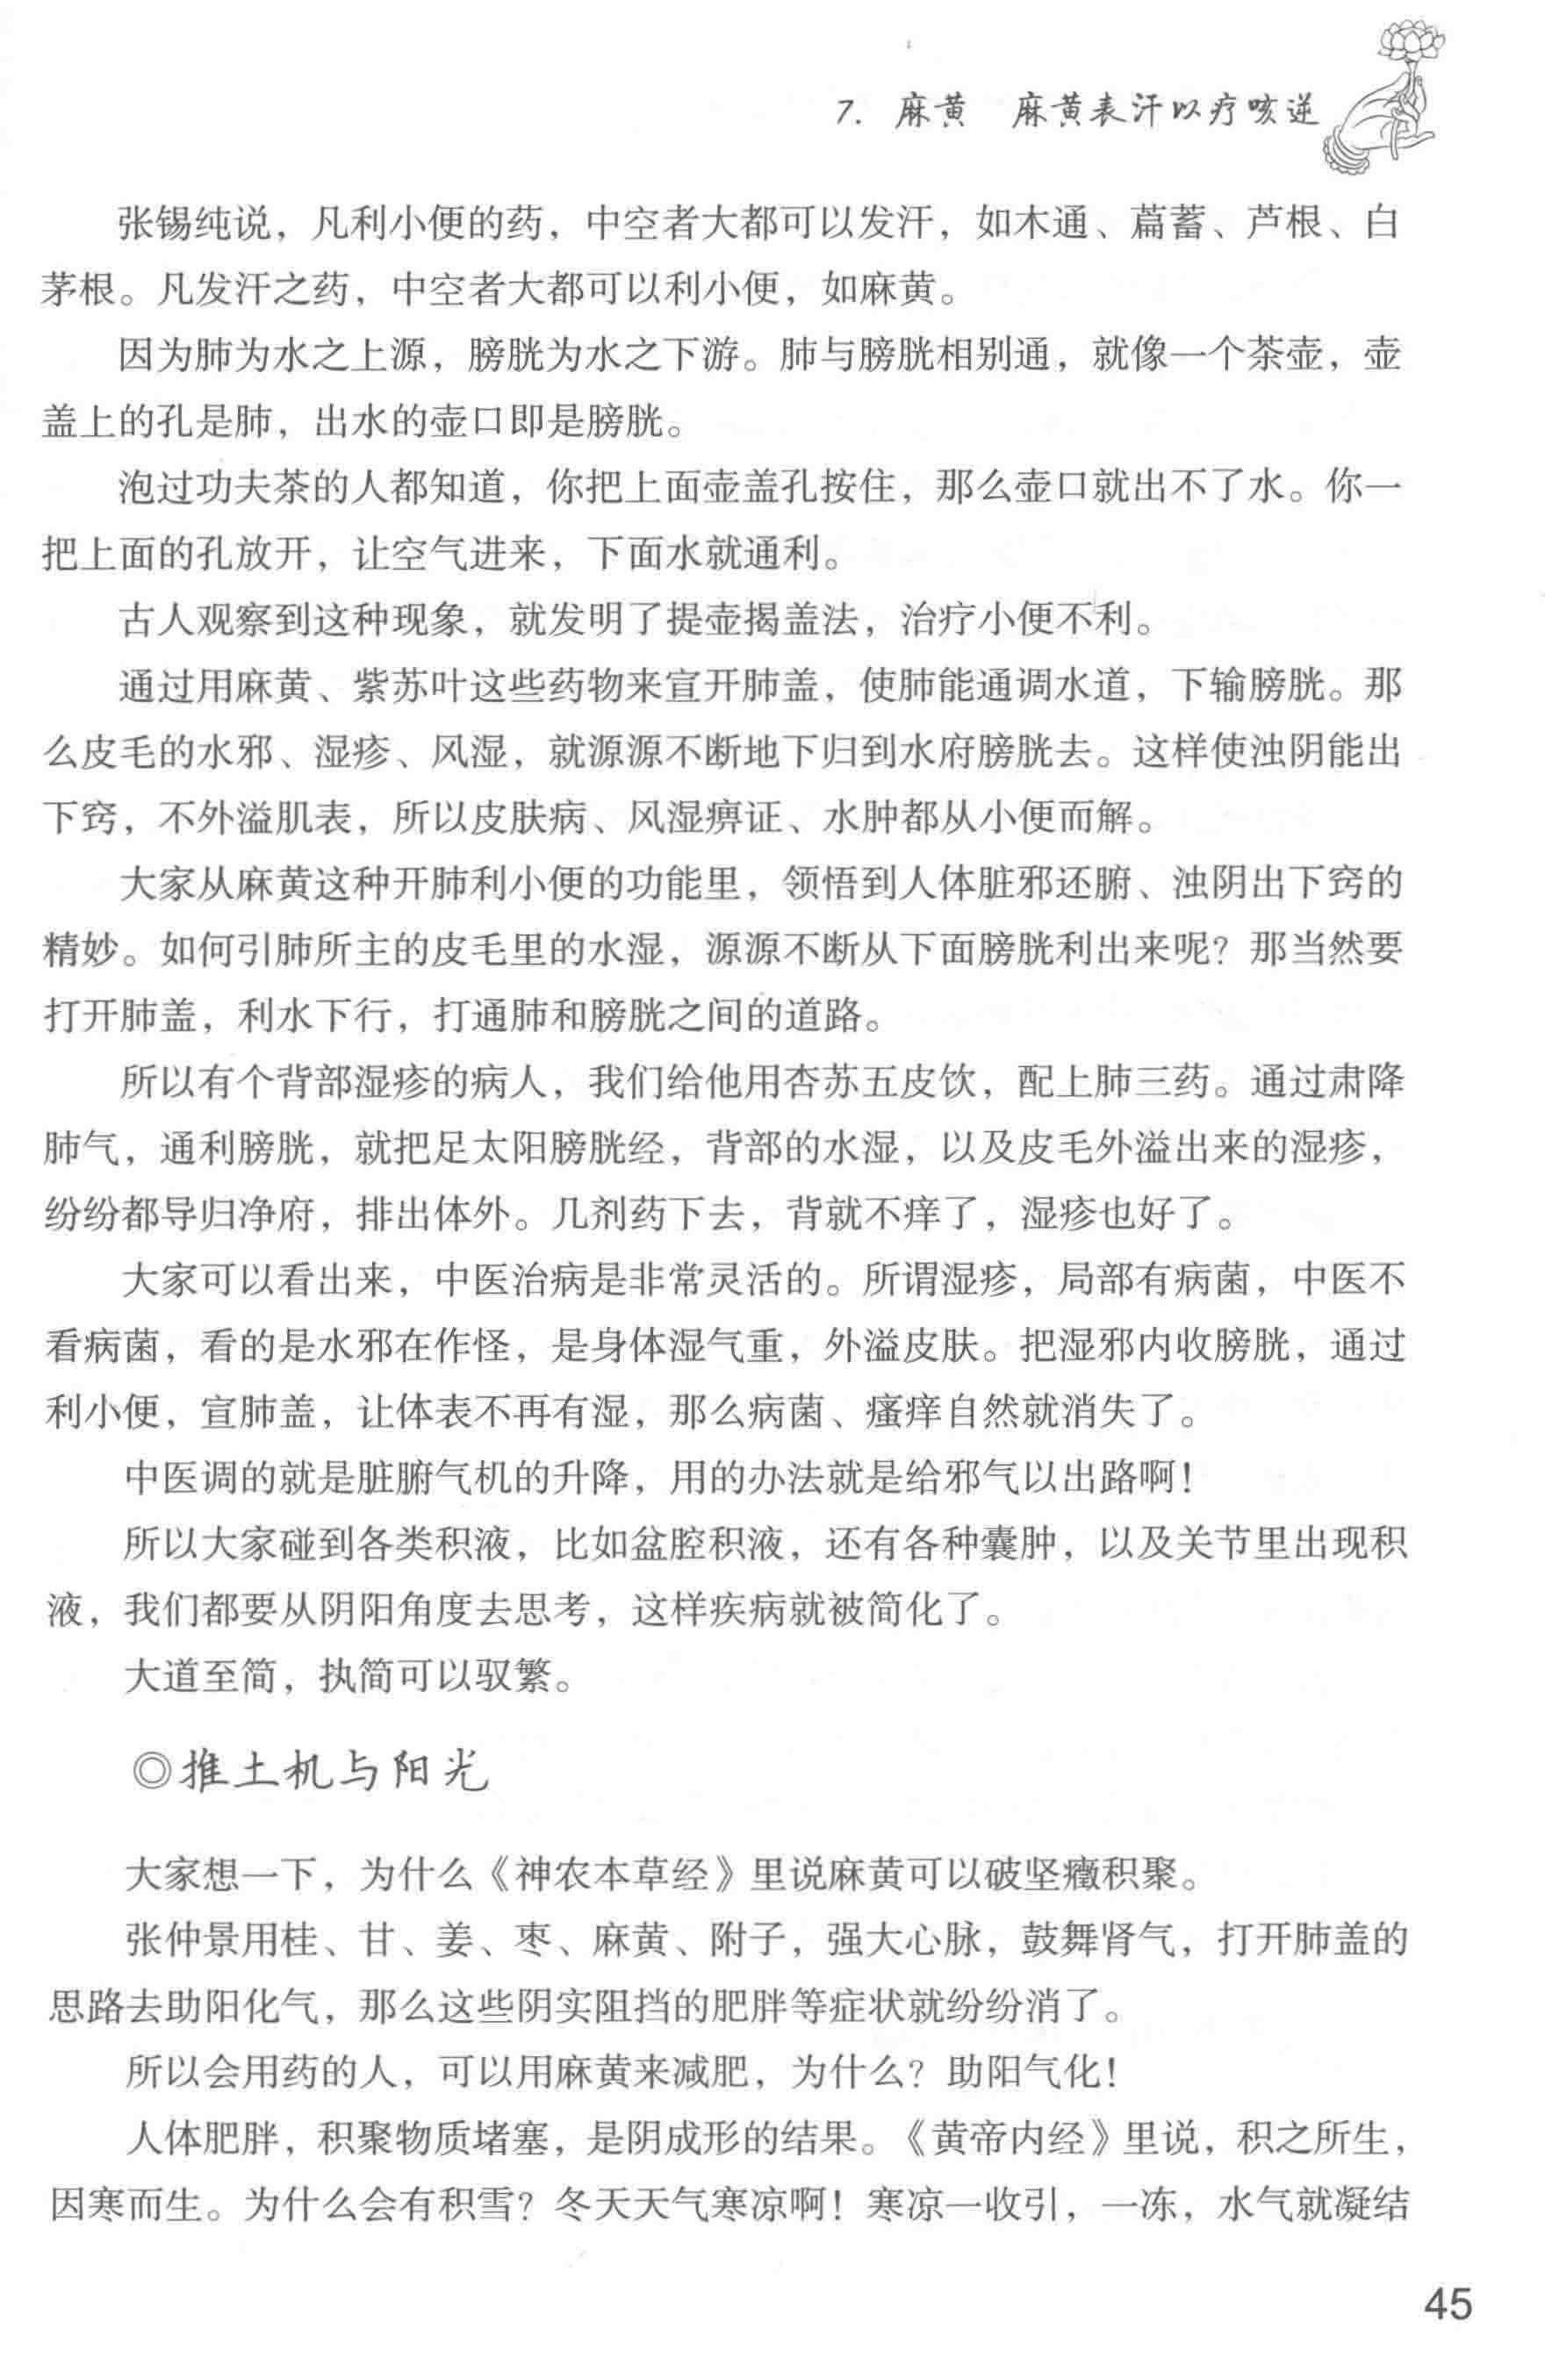 7. 麻黄　麻黄表汗以疗咳逆
张锡纯说，凡利小便的药，中空者大都可以发汗，如木通、萹蓄、芦根、白
茅根。凡发汗之药，中空者大都可以利小便，如麻黄。
因为肺为水之上源，膀胱为水之下游。肺与膀胱相别通，就像一个茶壶，壶
盖上的孔是肺，出水的壶口即是膀胱。
泡过功夫茶的人都知道，你把上面壶盖孔按住，那么壶口就出不了水。你一
把上面的孔放开，让空气进来，下面水就通利。
古人观察到这种现象，就发明了提壶揭盖法，治疗小便不利。
通过用麻黄、紫苏叶这些药物来宣开肺盖，使肺能通调水道，下输膀胱。那
么皮毛的水邪、湿疹、风湿，就源源不断地下归到水府膀胱去。这样使浊阴能出
下窍，不外溢肌表，所以皮肤病、风湿痹证、水肿都从小便而解。
大家从麻黄这种开肺利小便的功能里，领悟到人体脏邪还腑、浊阴出下窍的
精妙。如何引肺所主的皮毛里的水湿，源源不断从下面膀胱利出来呢？那当然要
打开肺盖，利水下行，打通肺和膀胱之间的道路。
所以有个背部湿疹的病人，我们给他用杏苏五皮饮，配上肺三药。通过肃降
肺气，通利膀胱，就把足太阳膀胱经，背部的水湿，以及皮毛外溢出来的湿疹，
纷纷都导归净府，排出体外。几剂药下去，背就不痒了，湿疹也好了。
大家可以看出来，中医治病是非常灵活的。所谓湿疹，局部有病菌，中医不
看病菌，看的是水邪在作怪，是身体湿气重，外溢皮肤。把湿邪内收膀胱，通过
利小便，宣肺盖，让体表不再有湿，那么病菌、瘙痒自然就消失了。
中医调的就是脏腑气机的升降，用的办法就是给邪气以出路啊！
所以大家碰到各类积液，比如盆腔积液，还有各种囊肿，以及关节里出现积
液，我们都要从阴阳角度去思考，这样疾病就被简化了。
大道至简，执简可以驭繁。
◎推土机与阳光
大家想一下，为什么《神农本草经》里说麻黄可以破坚癥积聚。
张仲景用桂、甘、姜、枣、麻黄、附子，强大心脉，鼓舞肾气，打开肺盖的
思路去助阳化气，那么这些阴实阻挡的肥胖等症状就纷纷消了。
所以会用药的人，可以用麻黄来减肥，为什么？助阳气化！
人体肥胖，积聚物质堵塞，是阴成形的结果。《黄帝内经》里说，积之所生，
因寒而生。为什么会有积雪？冬天天气寒凉啊！寒凉一收引，一冻，水气就凝结
45